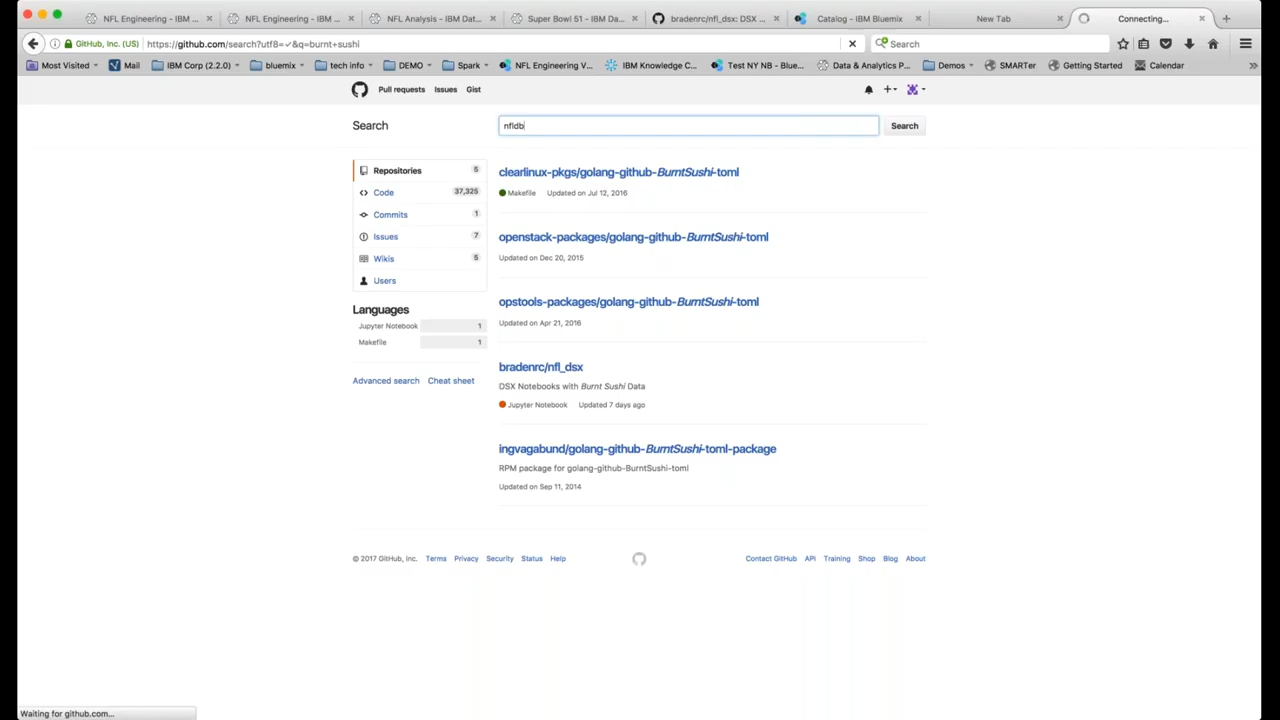 NFL Engineering - IBM ...
NFL Engineering - IBM ...
NFL Analysis - IBM Dat...
Super Bowl 51 - IBM Da...
bradenrc/nfl_dsx: DSX ...
Catalog - IBM Bluemix
New Tab
Connecting...
GitHub, Inc. (US)
https://github.com/search?utf8=✓&q=burnt+sushi
Search
Most Visited
Mail
IBM Corp (2.2.0)
bluemix
tech info
DEMO
Spark
NFL Engineering V...
IBM Knowledge C...
Test NY NB - Blue...
Data & Analytics P...
Demos
SMARTer
Getting Started
Calendar
Pull requests
Issues
Gist
Search
nfldb
Search
Repositories 5
Code 37,325
Commits 1
Issues 7
Wikis 5
Users
Languages
Jupyter Notebook 1
Makefile 1
Advanced search
Cheat sheet
clearlinux-pkgs/golang-github-BurntSushi-toml
Makefile Updated on Jul 12, 2016
openstack-packages/golang-github-BurntSushi-toml
Updated on Dec 20, 2015
opstools-packages/golang-github-BurntSushi-toml
Updated on Apr 21, 2016
bradenrc/nfl_dsx
DSX Notebooks with Burnt Sushi Data
Jupyter Notebook Updated 7 days ago
ingvagabund/golang-github-BurntSushi-toml-package
RPM package for golang-github-BurntSushi-toml
Updated on Sep 11, 2014
© 2017 GitHub, Inc. Terms Privacy Security Status Help
Contact GitHub API Training Shop Blog About
Waiting for github.com...